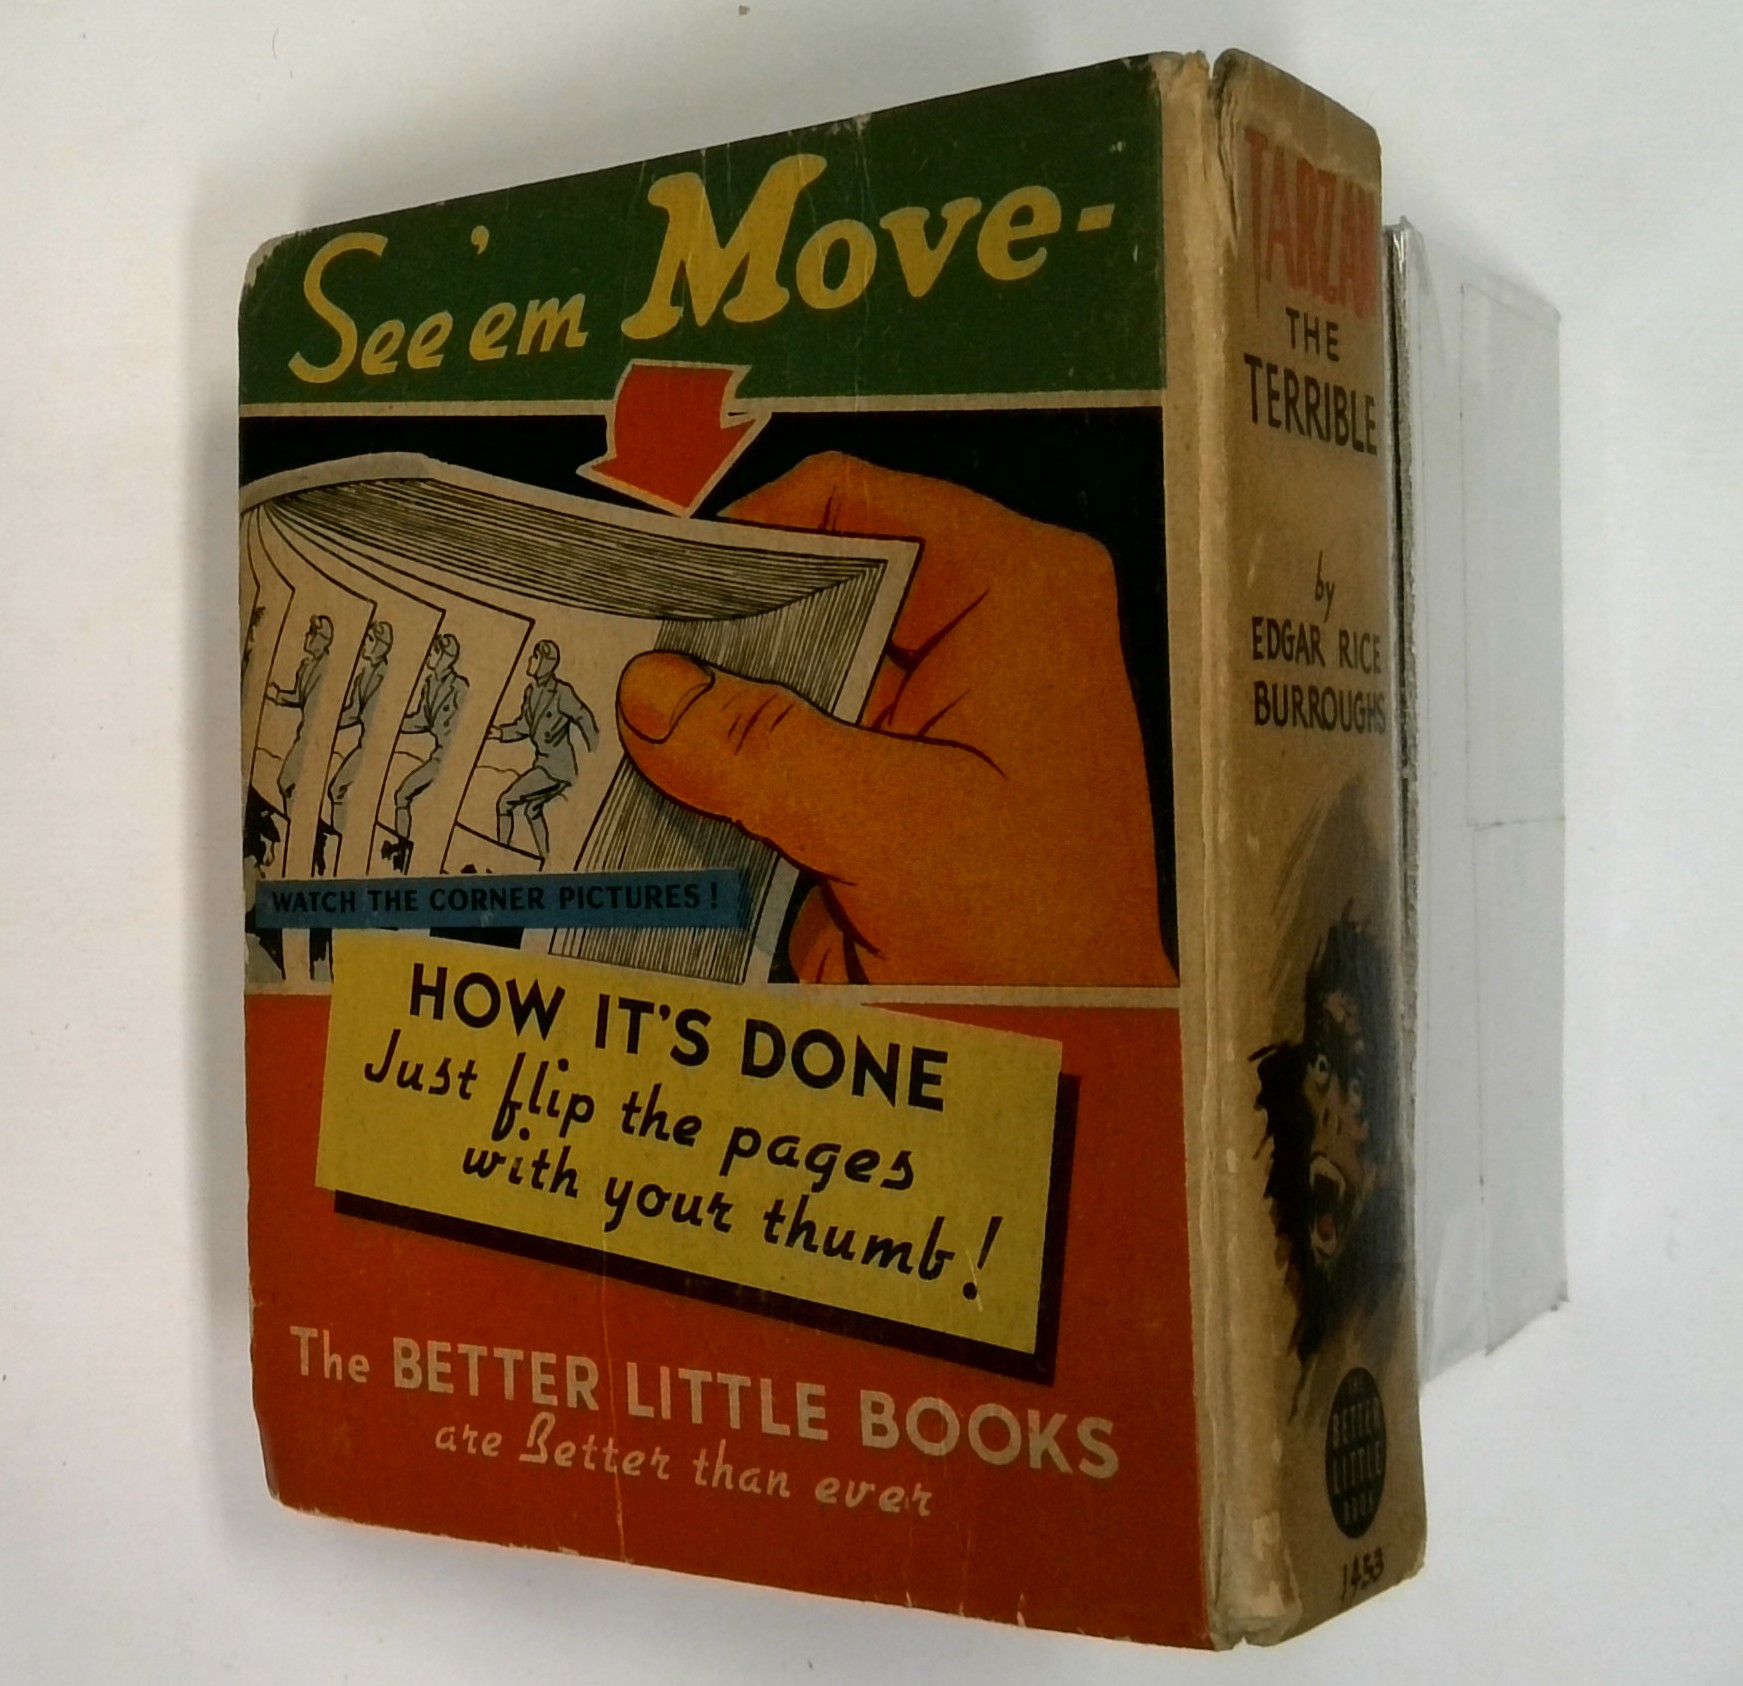 See 'em Move-
WATCH THE CORNER PICTURES!
HOW IT'S DONE
Just flip the pages
with your thumb!
The BETTER LITTLE BOOKS
are Better than ever
TARZAN
THE
TERRIBLE
by
EDGAR RICE
BURROUGHS
THE
BETTER
LITTLE
BOOK
1453